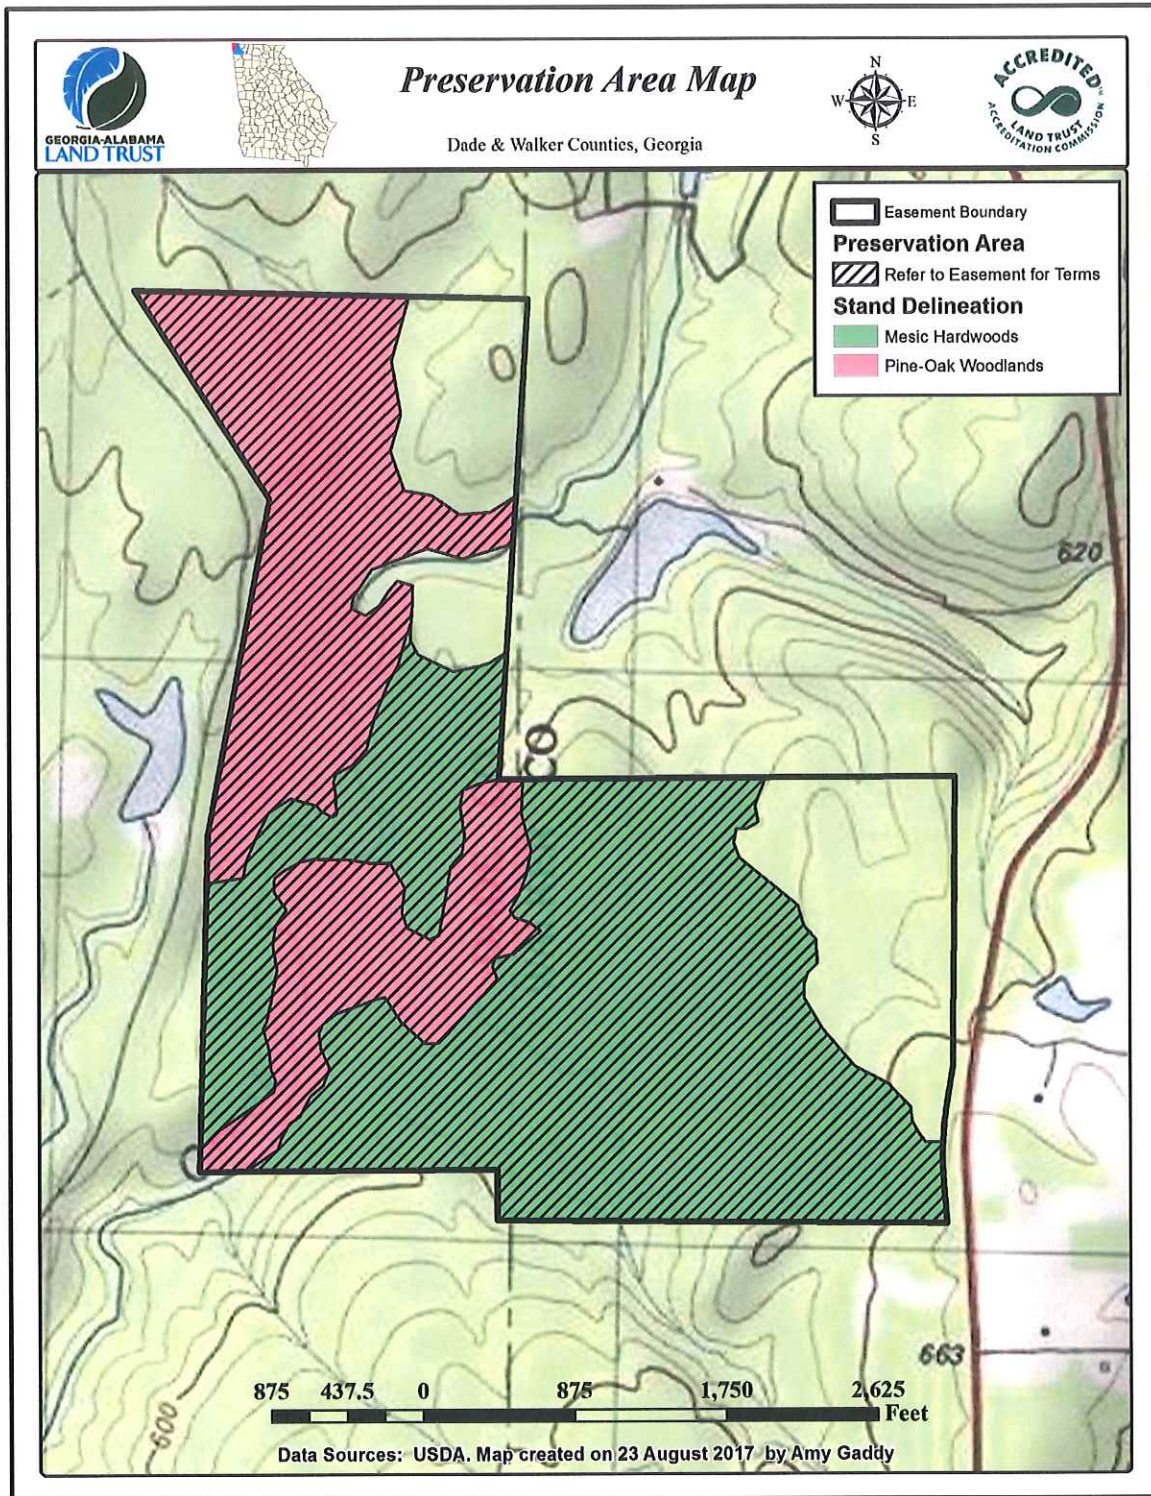 GEORGIA-ALABAMA
LAND TRUST
Preservation Area Map
Dade & Walker Counties, Georgia
N
W
E
S
ACCREDITED
LAND TRUST
ACCREDITATION COMMISSION
Easement Boundary
Preservation Area
Refer to Easement for Terms
Stand Delineation
Mesic Hardwoods
Pine-Oak Woodlands
620
CO
663
600
875 437.5 0 875 1,750 2,625
Feet
Data Sources: USDA. Map created on 23 August 2017 by Amy Gaddy